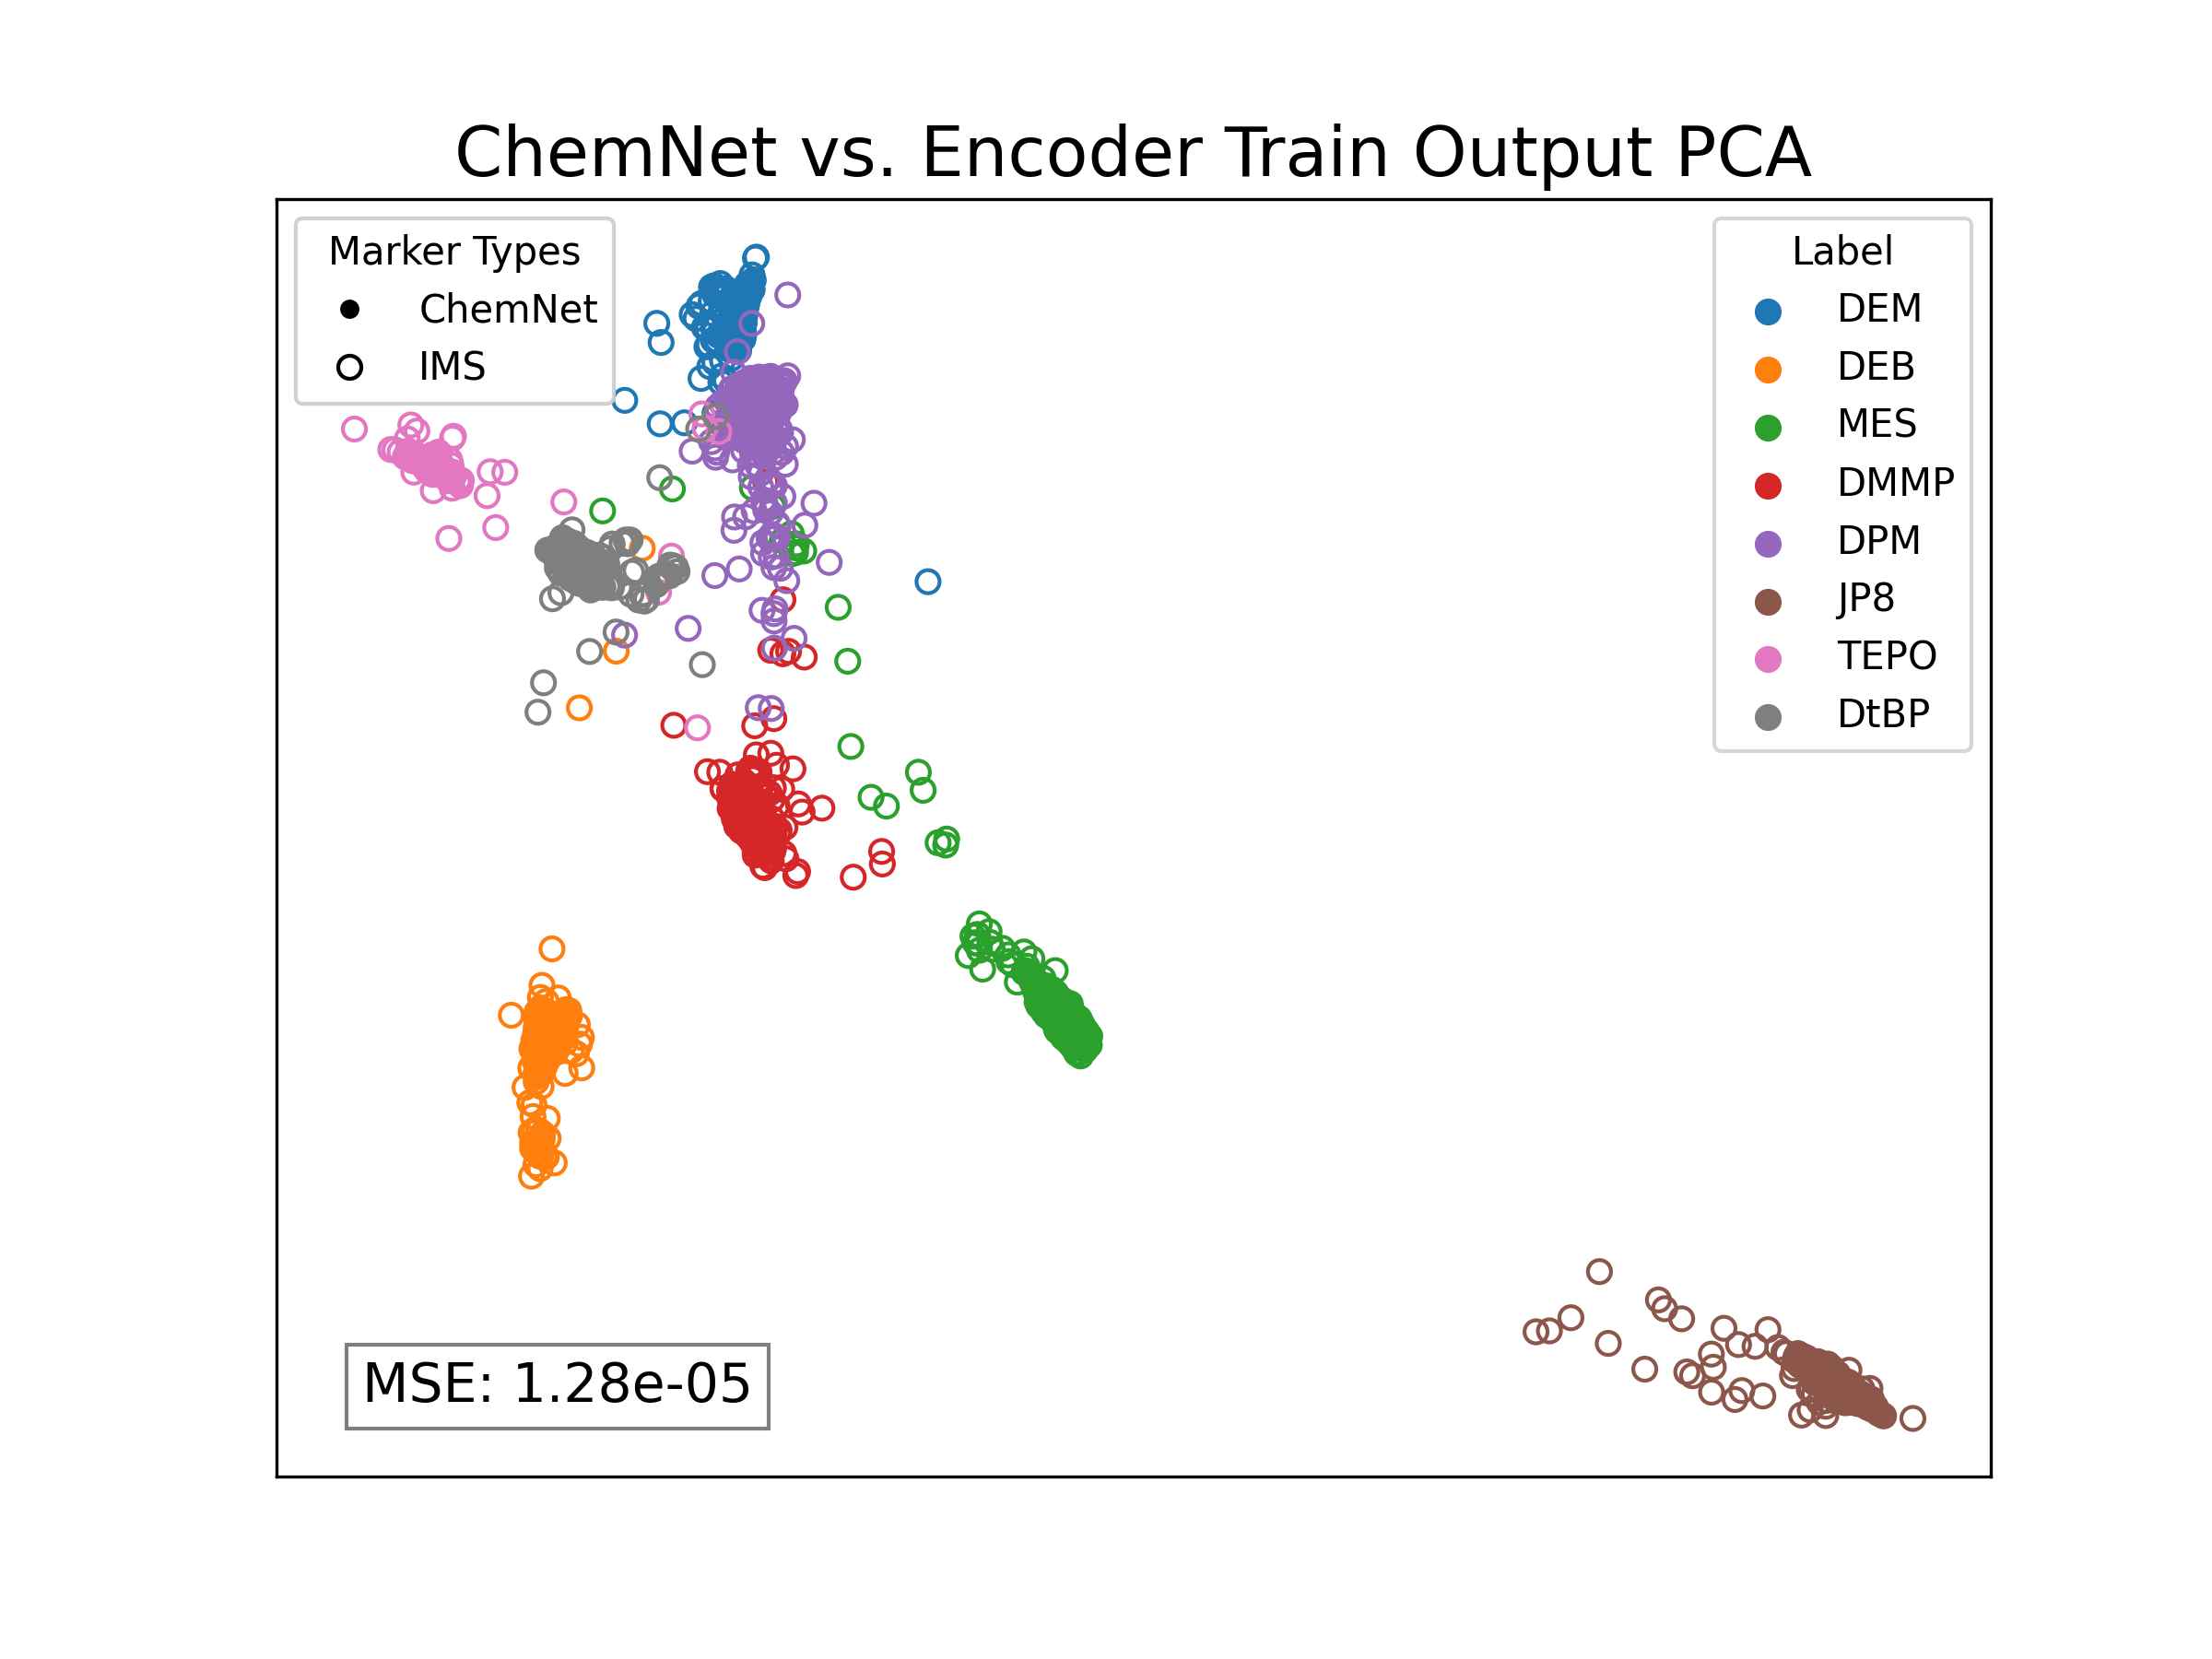 ChemNet vs. Encoder Train Output PCA
Marker Types
ChemNet
IMS
Label
DEM
DEB
MES
DMMP
DPM
JP8
TEPO
DtBP
MSE: 1.28e-05